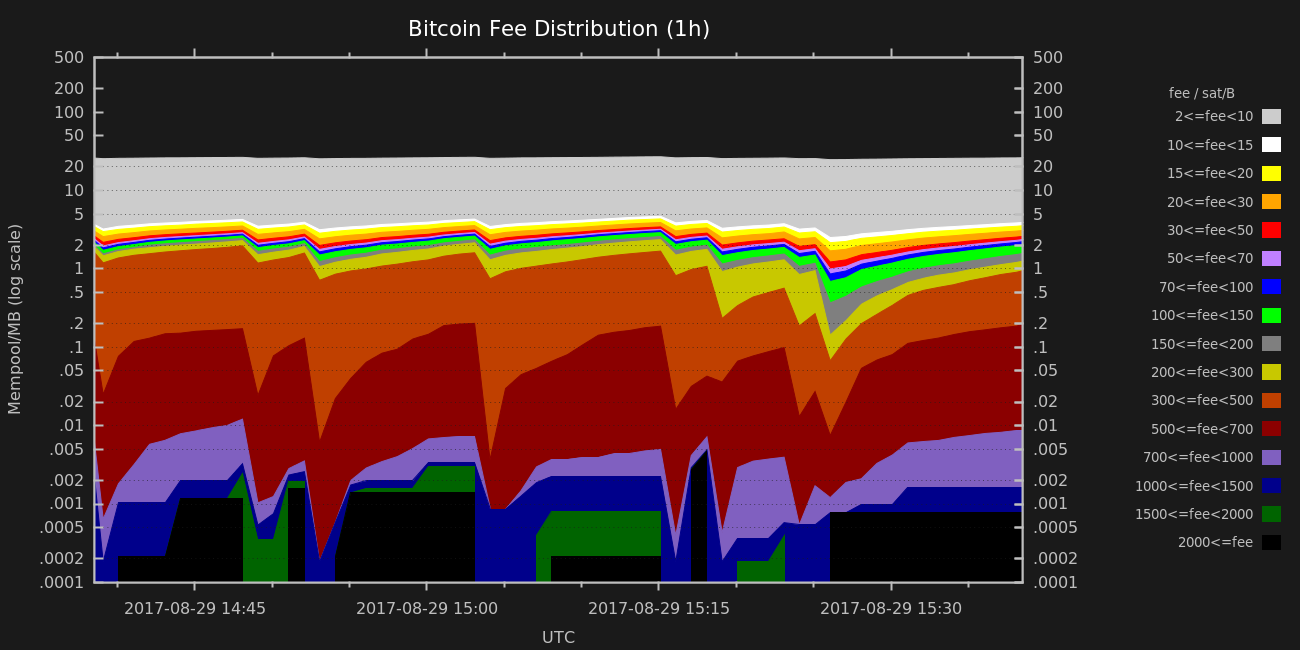 Bitcoin Fee Distribution (1h)
500 500
200 200
100 100
50 50
20 20
10 10
5 5
2 2
1 1
.5 .5
.2 .2
.1 .1
.05 .05
.02 .02
.01 .01
.005 .005
.002 .002
.001 .001
.0005 .0005
.0002 .0002
.0001 .0001
Mempool/MB (log scale)
2017-08-29 14:45 2017-08-29 15:00 2017-08-29 15:15 2017-08-29 15:30
UTC
fee / sat/B
2<=fee<10
10<=fee<15
15<=fee<20
20<=fee<30
30<=fee<50
50<=fee<70
70<=fee<100
100<=fee<150
150<=fee<200
200<=fee<300
300<=fee<500
500<=fee<700
700<=fee<1000
1000<=fee<1500
1500<=fee<2000
2000<=fee